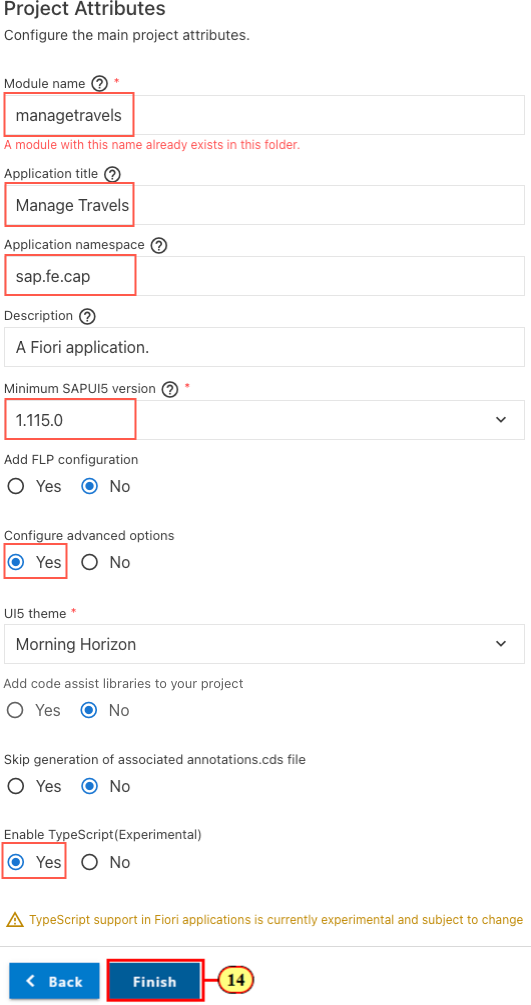 Project Attributes
Configure the main project attributes.
Module name ? *
managetravels
A module with this name already exists in this folder.
Application title ?
Manage Travels
Application namespace ?
sap.fe.cap
Description ?
A Fiori application.
Minimum SAPUI5 version ? *
1.115.0
Add FLP configuration
Yes No
Configure advanced options
Yes No
UI5 theme *
Morning Horizon
Add code assist libraries to your project
Yes No
Skip generation of associated annotations.cds file
Yes No
Enable TypeScript(Experimental)
Yes No
TypeScript support in Fiori applications is currently experimental and subject to change
Back Finish 14